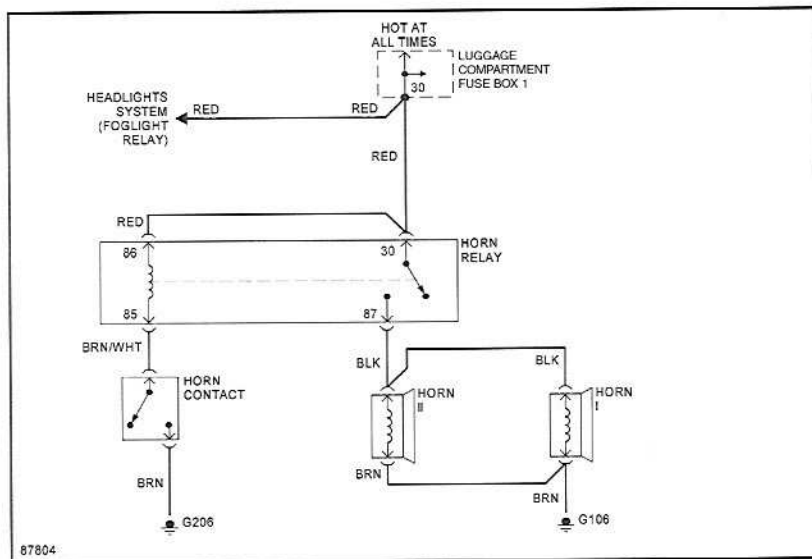 HOT AT
ALL TIMES
LUGGAGE
COMPARTMENT
FUSE BOX 1
30
HEADLIGHTS
SYSTEM
(FOGLIGHT
RELAY)
RED
RED
RED
RED
86
30
HORN
RELAY
85
87
BRN/WHT
BLK
BLK
HORN
CONTACT
HORN
II
HORN
I
BRN
BRN
BRN
G206
G106
87804